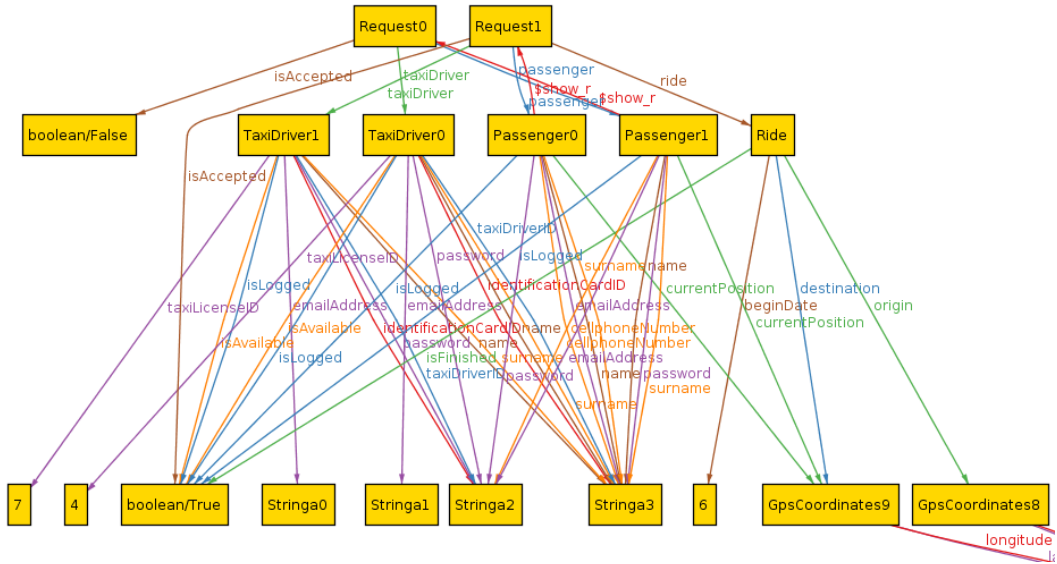 Request0 Request1
passenger
isAccepted taxiDriver ride
taxiDriver $show_r
passenger $show_r
boolean/False TaxiDriver1 TaxiDriver0 Passenger0 Passenger1 Ride
isAccepted
taxiDriverID
taxiLicenseID password isLogged surname name
isLogged isLogged identificationCardID currentPosition destination
taxiLicenseID emailAddress emailAddress emailAddress beginDate origin
isAvailable identificationCardID name cellphoneNumber currentPosition
isAvailable password name cellphoneNumber
isLogged isFinished surname emailAddress
taxiDriverID password name password
surname
surname
7 4 boolean/True Stringa0 Stringa1 Stringa2 Stringa3 6 GpsCoordinates9 GpsCoordinates8
longitude